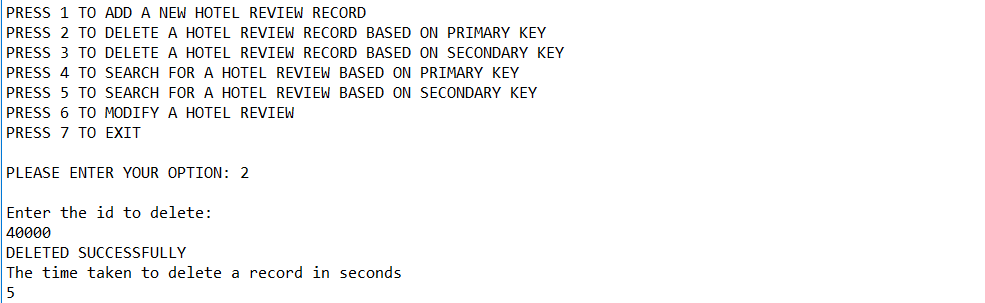 PRESS 1 TO ADD A NEW HOTEL REVIEW RECORD
PRESS 2 TO DELETE A HOTEL REVIEW RECORD BASED ON PRIMARY KEY
PRESS 3 TO DELETE A HOTEL REVIEW RECORD BASED ON SECONDARY KEY
PRESS 4 TO SEARCH FOR A HOTEL REVIEW BASED ON PRIMARY KEY
PRESS 5 TO SEARCH FOR A HOTEL REVIEW BASED ON SECONDARY KEY
PRESS 6 TO MODIFY A HOTEL REVIEW
PRESS 7 TO EXIT
PLEASE ENTER YOUR OPTION: 2
Enter the id to delete:
40000
DELETED SUCCESSFULLY
The time taken to delete a record in seconds
5